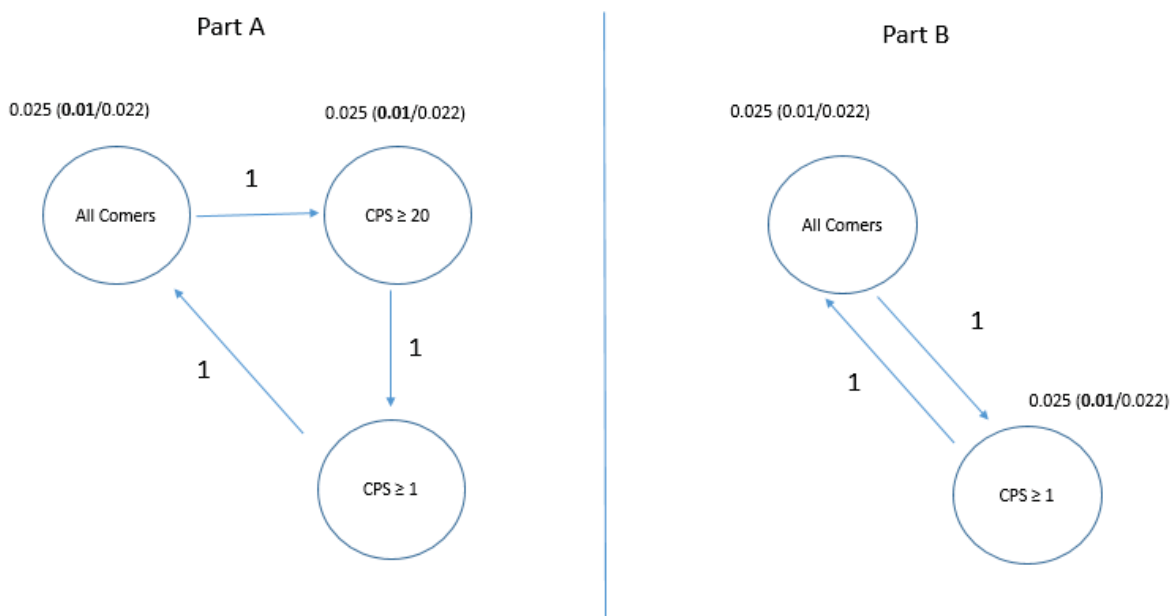 Part A
0.025 (0.01/0.022)
0.025 (0.01/0.022)
All Comers
1
CPS ≥ 20
1
1
CPS ≥ 1
Part B
0.025 (0.01/0.022)
All Comers
1
1
0.025 (0.01/0.022)
CPS ≥ 1